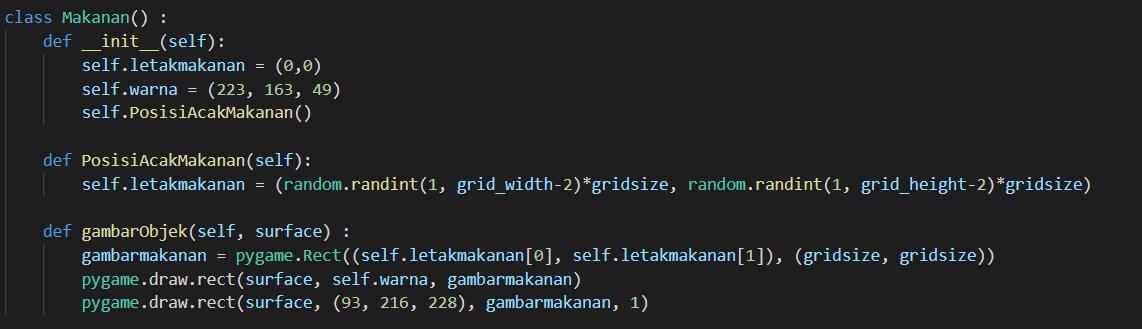 class Makanan() :
    def __init__(self):
        self.letakmakanan = (0,0)
        self.warna = (223, 163, 49)
        self.PosisiAcakMakanan()

    def PosisiAcakMakanan(self):
        self.letakmakanan = (random.randint(1, grid_width-2)*gridsize, random.randint(1, grid_height-2)*gridsize)

    def gambarObjek(self, surface) :
        gambarmakanan = pygame.Rect((self.letakmakanan[0], self.letakmakanan[1]), (gridsize, gridsize))
        pygame.draw.rect(surface, self.warna, gambarmakanan)
        pygame.draw.rect(surface, (93, 216, 228), gambarmakanan, 1)